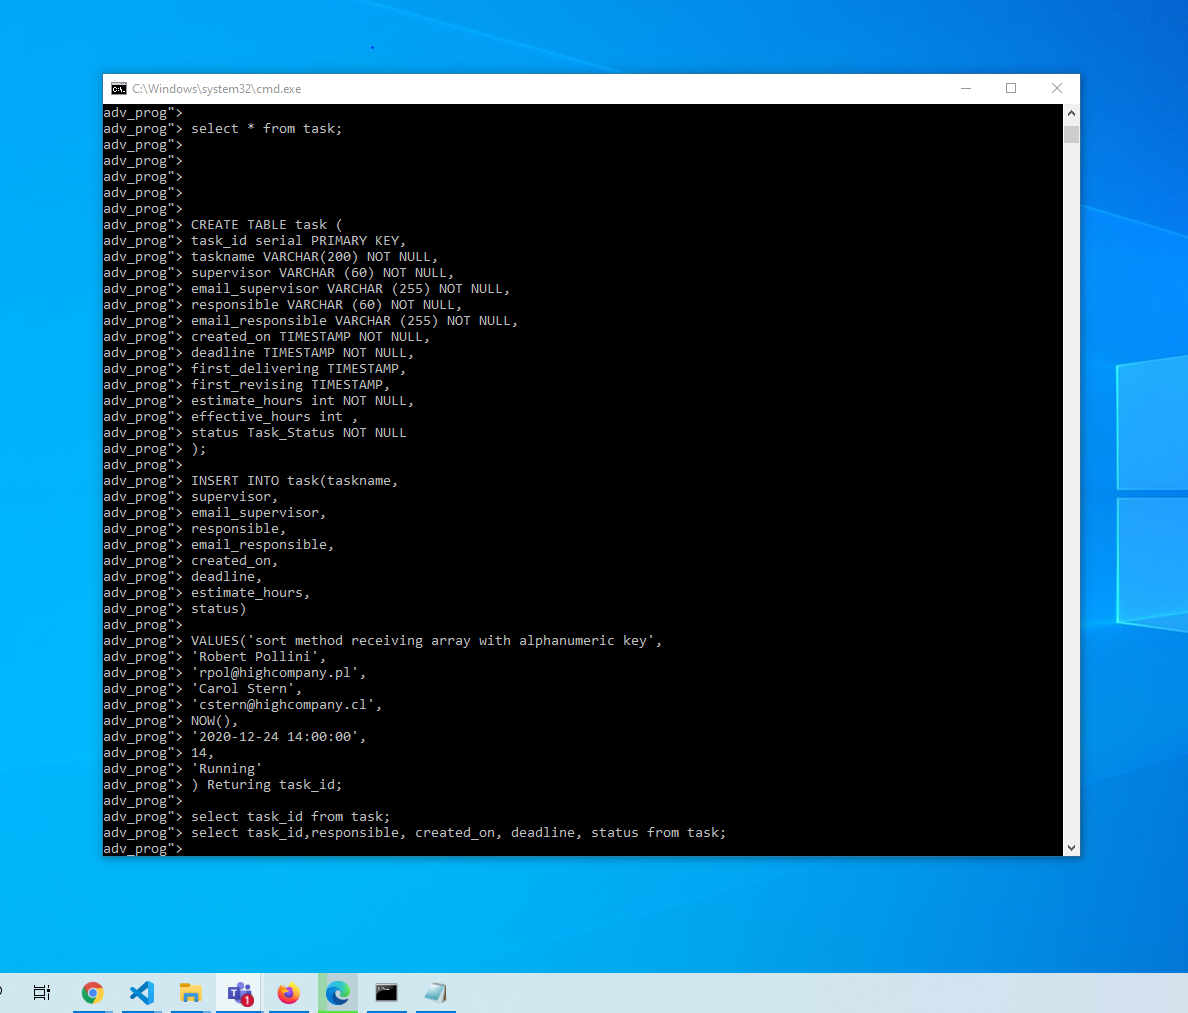 C:\Windows\system32\cmd.exe
adv_prog">
adv_prog"> select * from task;
adv_prog">
adv_prog">
adv_prog">
adv_prog">
adv_prog">
adv_prog"> CREATE TABLE task (
adv_prog"> task_id serial PRIMARY KEY,
adv_prog"> taskname VARCHAR(200) NOT NULL,
adv_prog"> supervisor VARCHAR (60) NOT NULL,
adv_prog"> email_supervisor VARCHAR (255) NOT NULL,
adv_prog"> responsible VARCHAR (60) NOT NULL,
adv_prog"> email_responsible VARCHAR (255) NOT NULL,
adv_prog"> created_on TIMESTAMP NOT NULL,
adv_prog"> deadline TIMESTAMP NOT NULL,
adv_prog"> first_delivering TIMESTAMP,
adv_prog"> first_revising TIMESTAMP,
adv_prog"> estimate_hours int NOT NULL,
adv_prog"> effective_hours int ,
adv_prog"> status Task_Status NOT NULL
adv_prog"> );
adv_prog">
adv_prog"> INSERT INTO task(taskname,
adv_prog"> supervisor,
adv_prog"> email_supervisor,
adv_prog"> responsible,
adv_prog"> email_responsible,
adv_prog"> created_on,
adv_prog"> deadline,
adv_prog"> estimate_hours,
adv_prog"> status)
adv_prog">
adv_prog"> VALUES('sort method receiving array with alphanumeric key',
adv_prog"> 'Robert Pollini',
adv_prog"> 'rpol@highcompany.pl',
adv_prog"> 'Carol Stern',
adv_prog"> 'cstern@highcompany.cl',
adv_prog"> NOW(),
adv_prog"> '2020-12-24 14:00:00',
adv_prog"> 14,
adv_prog"> 'Running'
adv_prog"> ) Returing task_id;
adv_prog">
adv_prog"> select task_id from task;
adv_prog"> select task_id,responsible, created_on, deadline, status from task;
adv_prog">
1